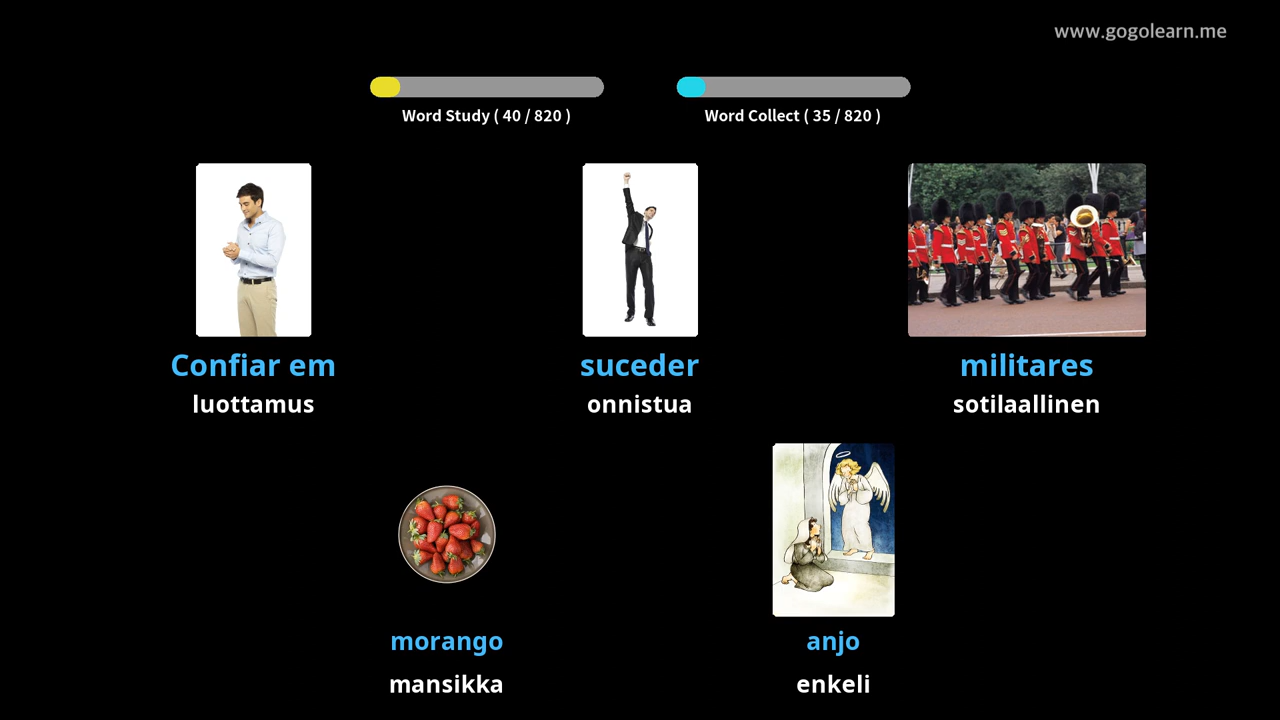 www.gogolearn.me
Word Study ( 40 / 820 )
Word Collect ( 35 / 820 )
Confiar em
luottamus
suceder
onnistua
militares
sotilaallinen
morango
mansikka
anjo
enkeli